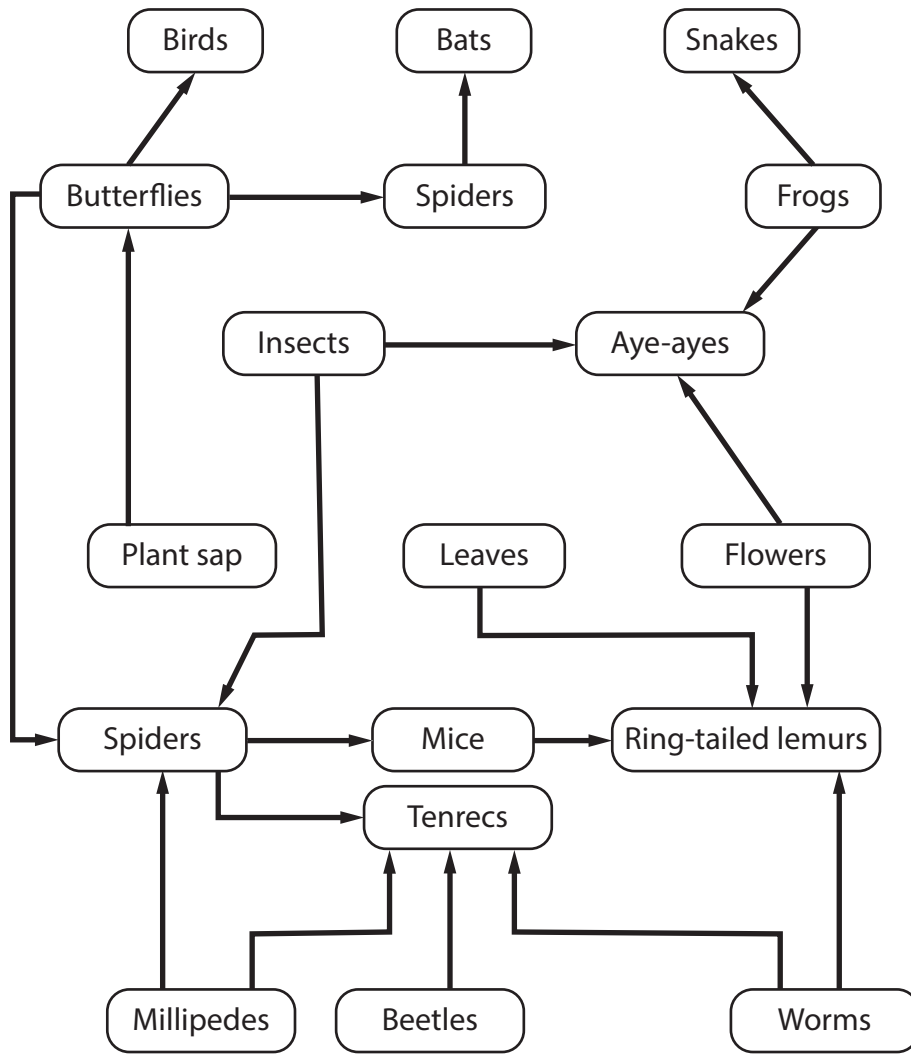 Birds
Bats
Snakes
Butterflies
Spiders
Frogs
Insects
Aye-ayes
Plant sap
Leaves
Flowers
Spiders
Mice
Ring-tailed lemurs
Tenrecs
Millipedes
Beetles
Worms